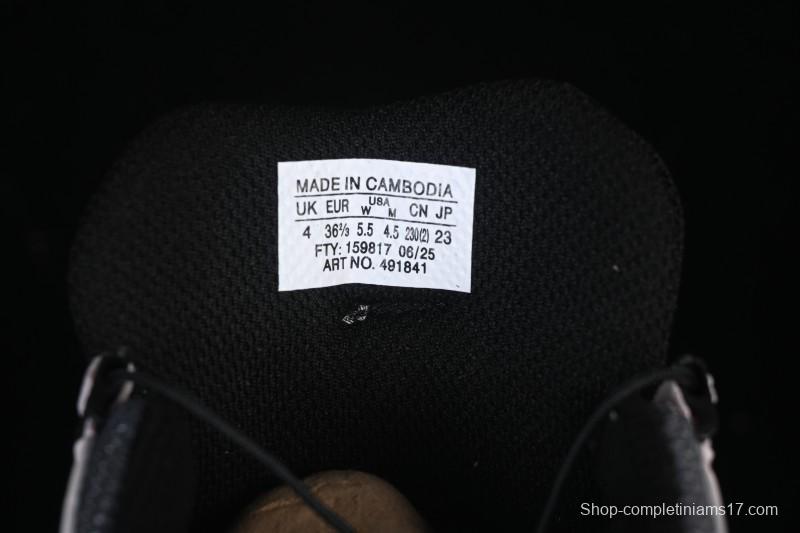 MADE IN CAMBODIA
UK EUR USA W M CN JP
4 36⅔ 5.5 4.5 230(2) 23
FTY: 159817 06/25
ART NO. 491841
Shop-completiniams17.com